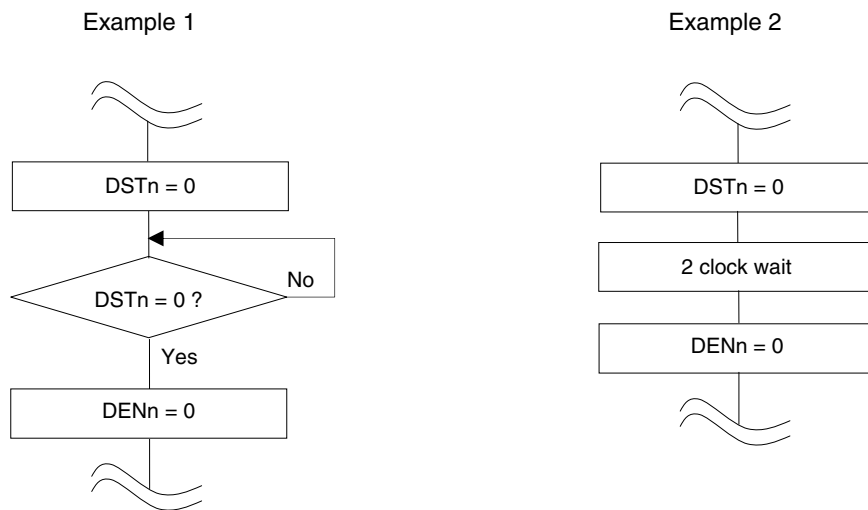 Example 1
DSTn = 0
DSTn = 0 ?
No
Yes
DENn = 0
Example 2
DSTn = 0
2 clock wait
DENn = 0